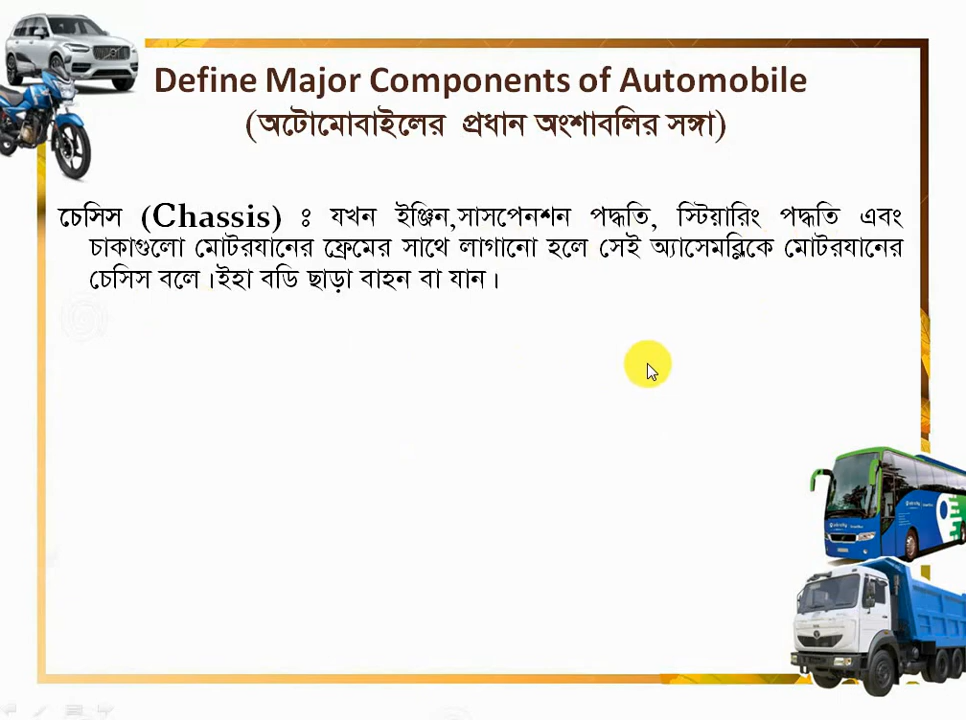 Define Major Components of Automobile
(অটোমোবাইলের প্রধান অংশাবলির সঙ্গা)
চেসিস (Chassis) ঃ যখন ইঞ্জিন,সাসপেনশন পদ্ধতি, স্টিয়ারিং পদ্ধতি এবং
চাকাগুলো মোটরযানের ফ্রেমের সাথে লাগানো হলে সেই অ্যাসেমব্লিকে মোটরযানের
চেসিস বলে।ইহা বডি ছাড়া বাহন বা যান।